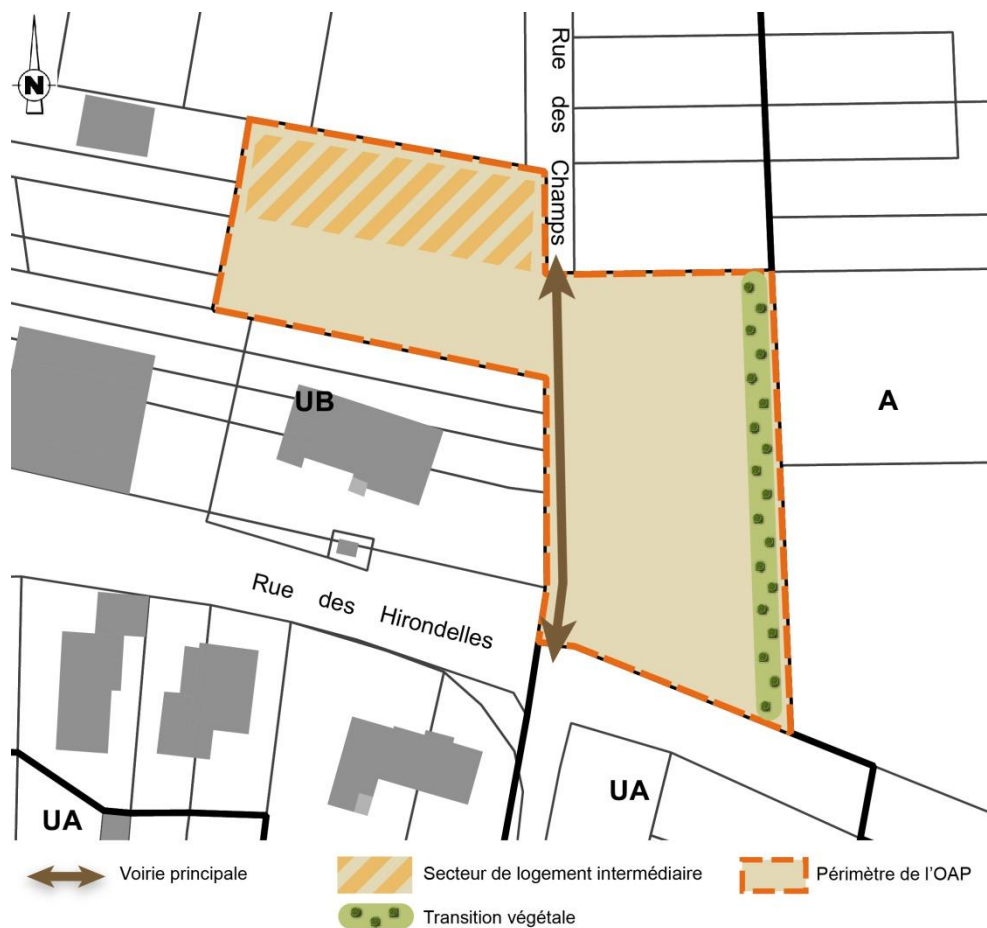 N
Rue des Champs
UB
A
Rue des Hirondelles
UA
UA
Voirie principale
Secteur de logement intermédiaire
Périmètre de l'OAP
Transition végétale